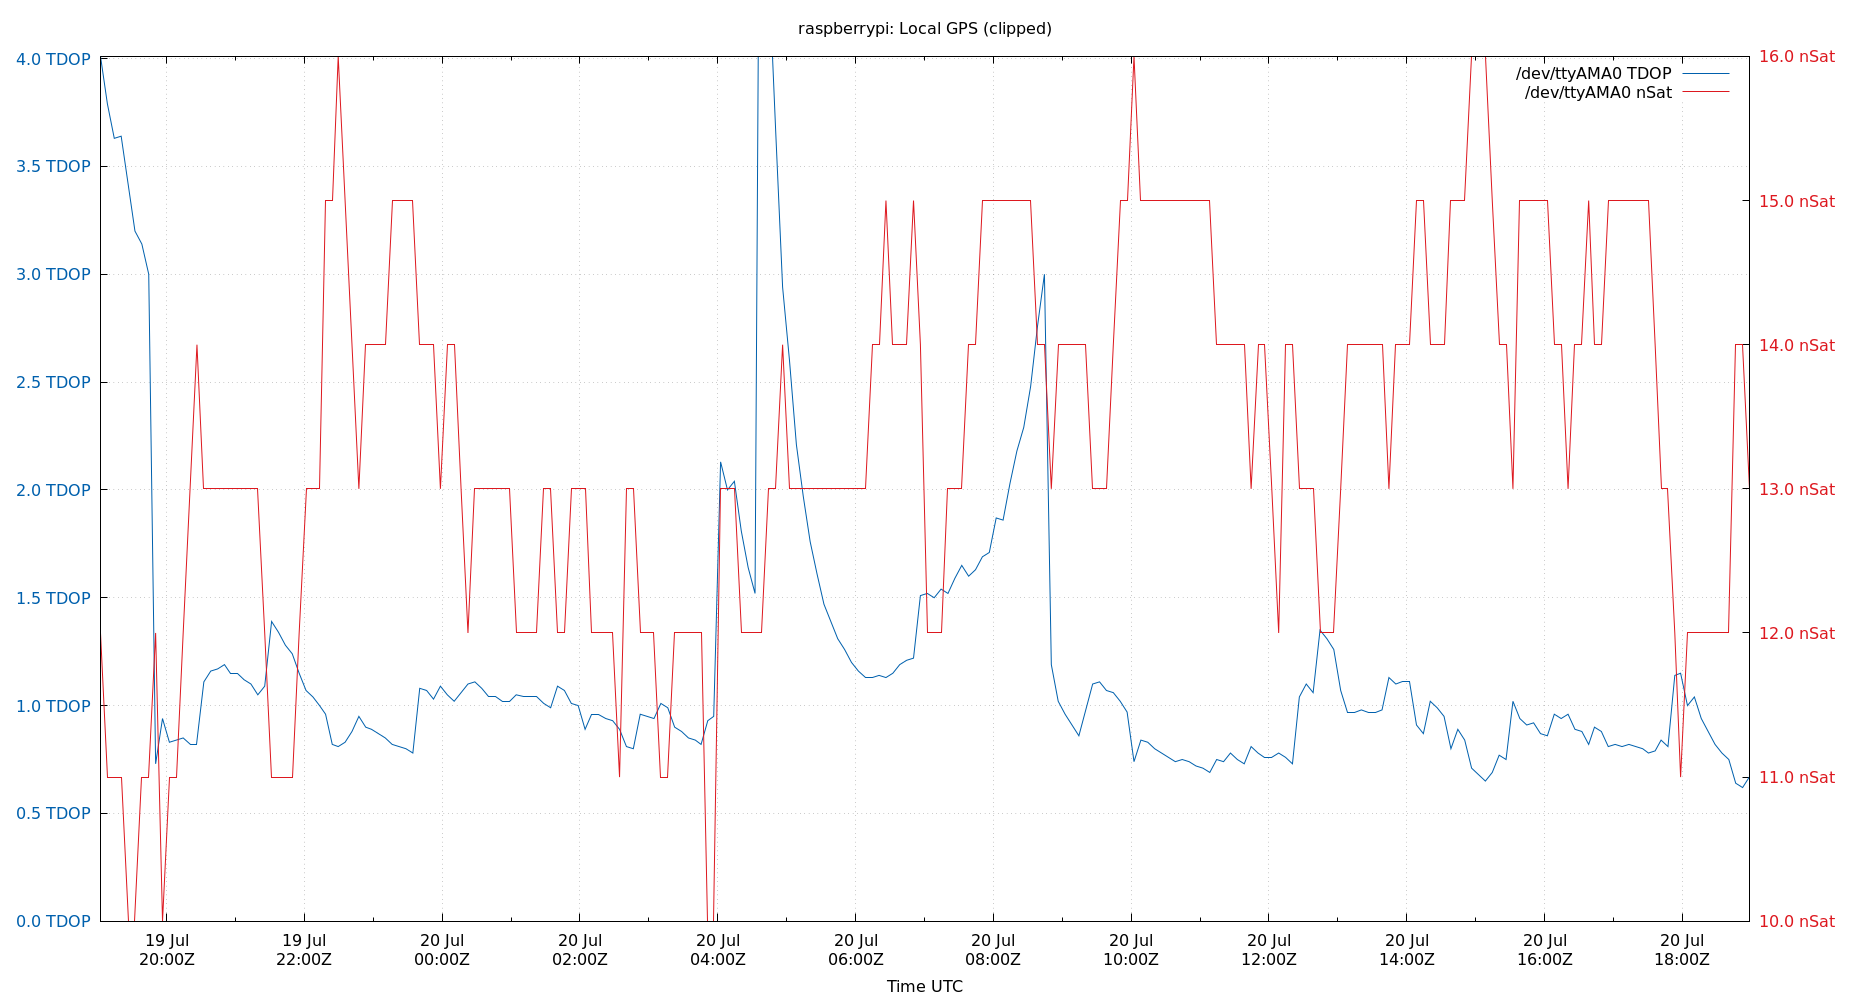 raspberrypi: Local GPS (clipped)
4.0 TDOP
3.5 TDOP
3.0 TDOP
2.5 TDOP
2.0 TDOP
1.5 TDOP
1.0 TDOP
0.5 TDOP
0.0 TDOP
16.0 nSat
15.0 nSat
14.0 nSat
13.0 nSat
12.0 nSat
11.0 nSat
10.0 nSat
/dev/ttyAMA0 TDOP
/dev/ttyAMA0 nSat
19 Jul
20:00Z
19 Jul
22:00Z
20 Jul
00:00Z
20 Jul
02:00Z
20 Jul
04:00Z
20 Jul
06:00Z
20 Jul
08:00Z
20 Jul
10:00Z
20 Jul
12:00Z
20 Jul
14:00Z
20 Jul
16:00Z
20 Jul
18:00Z
Time UTC